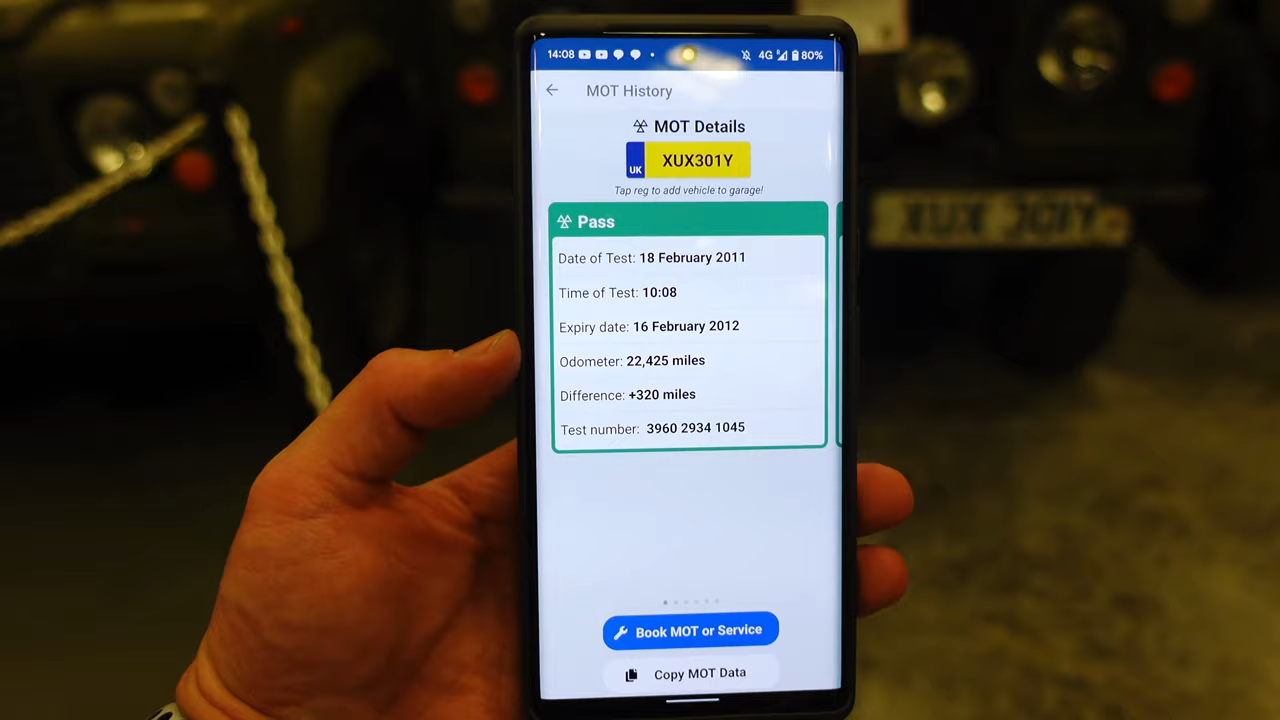 14:08
4G 80%
MOT History
MOT Details
UK XUX301Y
Tap reg to add vehicle to garage!
Pass
Date of Test: 18 February 2011
Time of Test: 10:08
Expiry date: 16 February 2012
Odometer: 22,425 miles
Difference: +320 miles
Test number: 3960 2934 1045
Book MOT or Service
Copy MOT Data